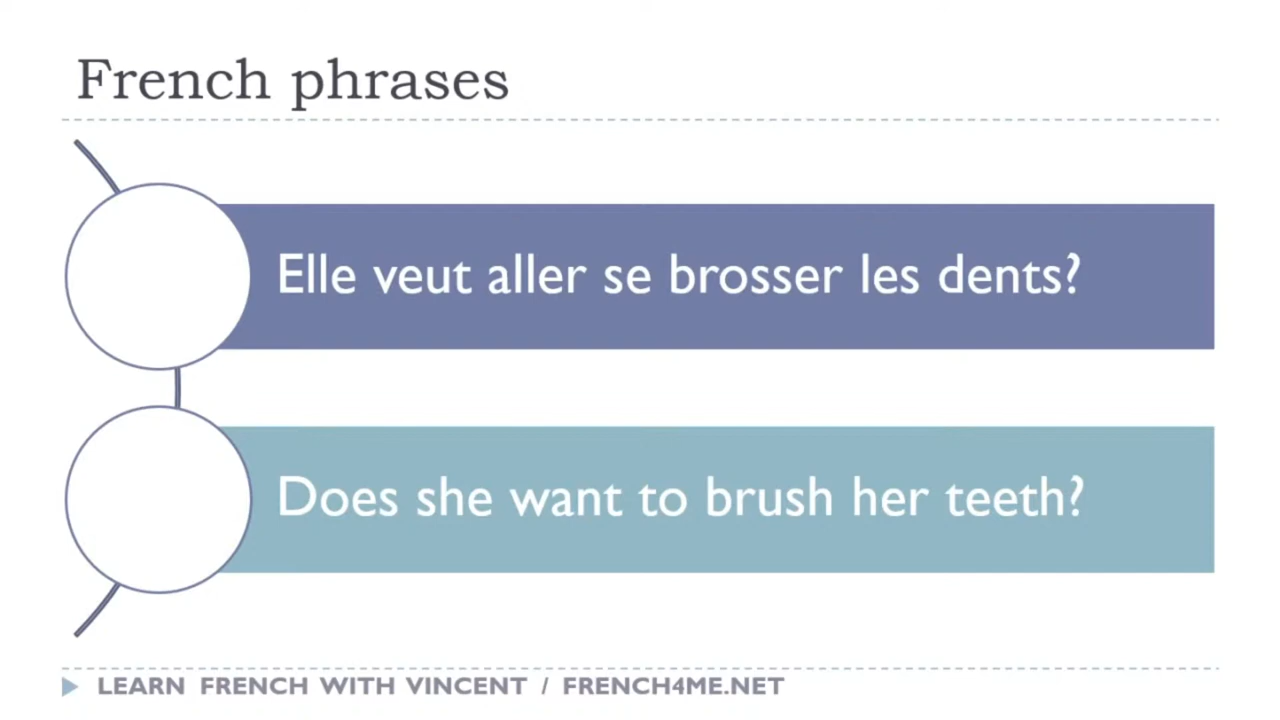 French phrases
Elle veut aller se brosser les dents?
Does she want to brush her teeth?
LEARN FRENCH WITH VINCENT / FRENCH4ME.NET